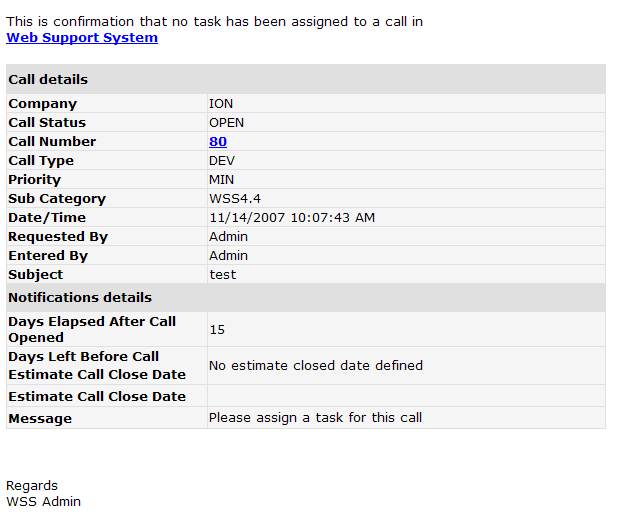 This is confirmation that no task has been assigned to a call in
Web Support System
Call details
Company ION
Call Status OPEN
Call Number 80
Call Type DEV
Priority MIN
Sub Category WSS4.4
Date/Time 11/14/2007 10:07:43 AM
Requested By Admin
Entered By Admin
Subject test
Notifications details
Days Elapsed After Call
Opened 15
Days Left Before Call
Estimate Call Close Date No estimate closed date defined
Estimate Call Close Date
Message Please assign a task for this call
Regards
WSS Admin